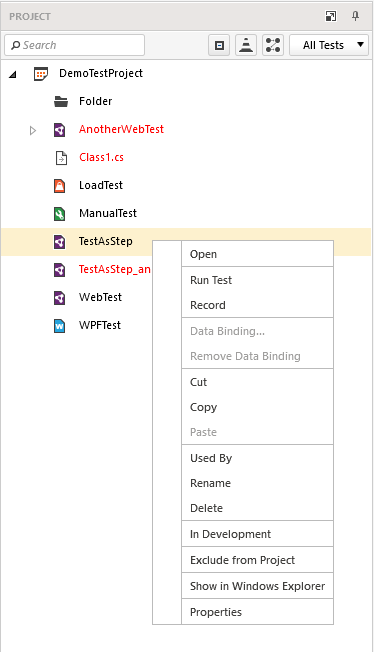 PROJECT
Search
All Tests
DemoTestProject
Folder
AnotherWebTest
Class1.cs
LoadTest
ManualTest
TestAsStep
TestAsStep_an
WebTest
WPFTest
Open
Run Test
Record
Data Binding...
Remove Data Binding
Cut
Copy
Paste
Used By
Rename
Delete
In Development
Exclude from Project
Show in Windows Explorer
Properties